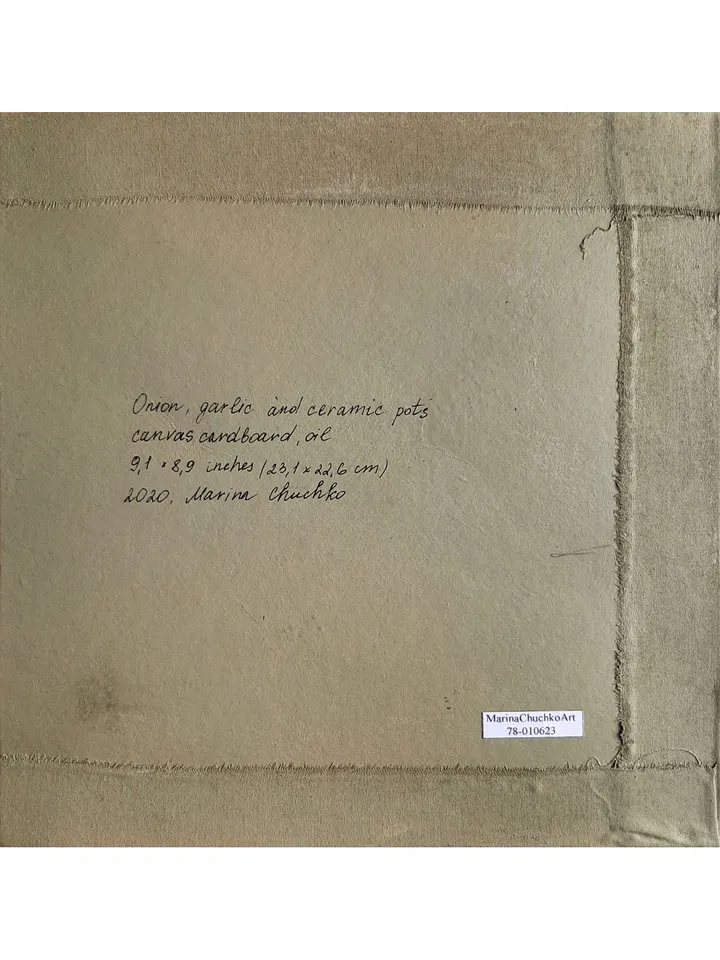 Onion, garlic and ceramic pots
canvas, cardboard, oil
9,1 × 8,9 inches (23,1 × 22,6 cm)
2020, Marina Chuchko
MarinaChuchkoArt
78-010623